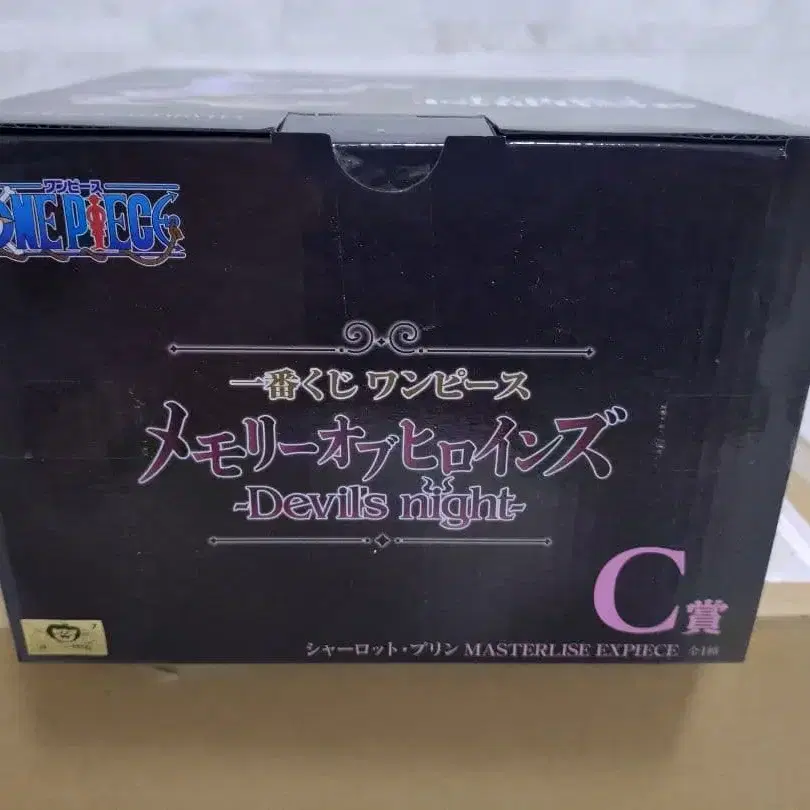 ワンピース
ONE PIECE
一番くじ ワンピース
メモリーオブヒロインズ
-Devil's night-
C賞
シャーロット・プリン MASTERLISE EXPIECE 全1種